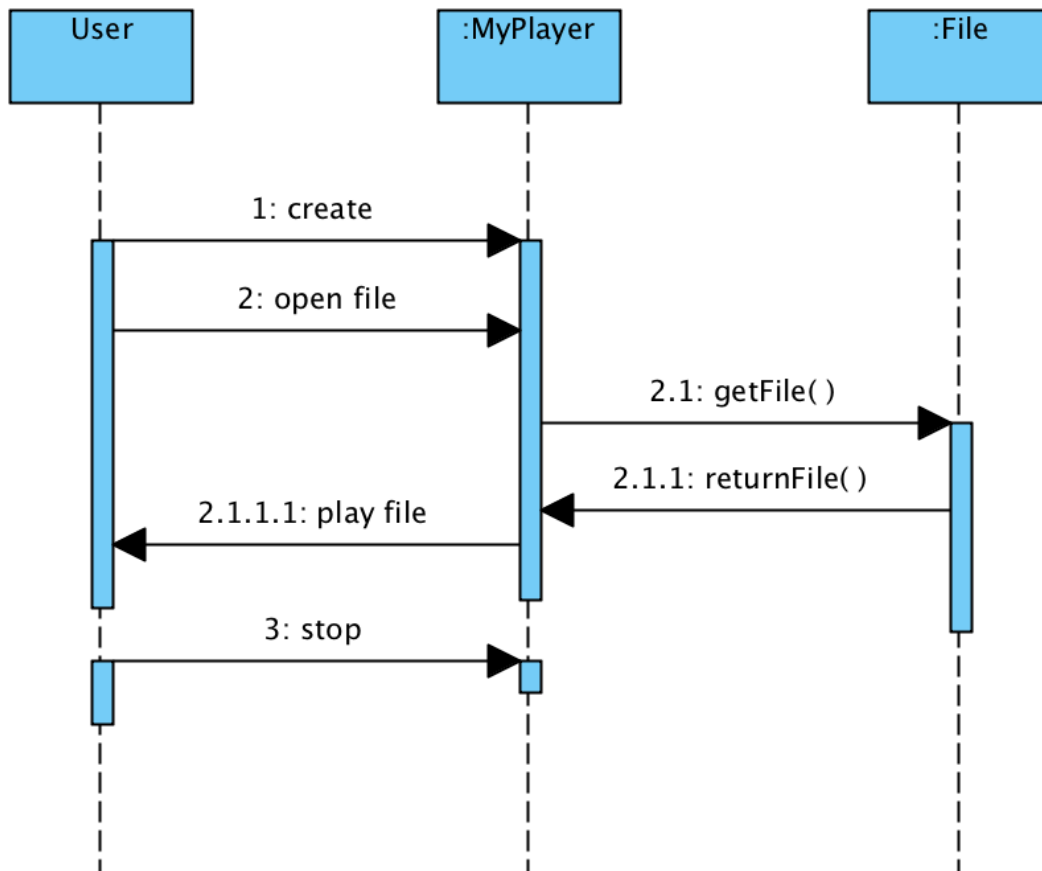 User
:MyPlayer
:File
1: create
2: open file
2.1: getFile( )
2.1.1: returnFile( )
2.1.1.1: play file
3: stop